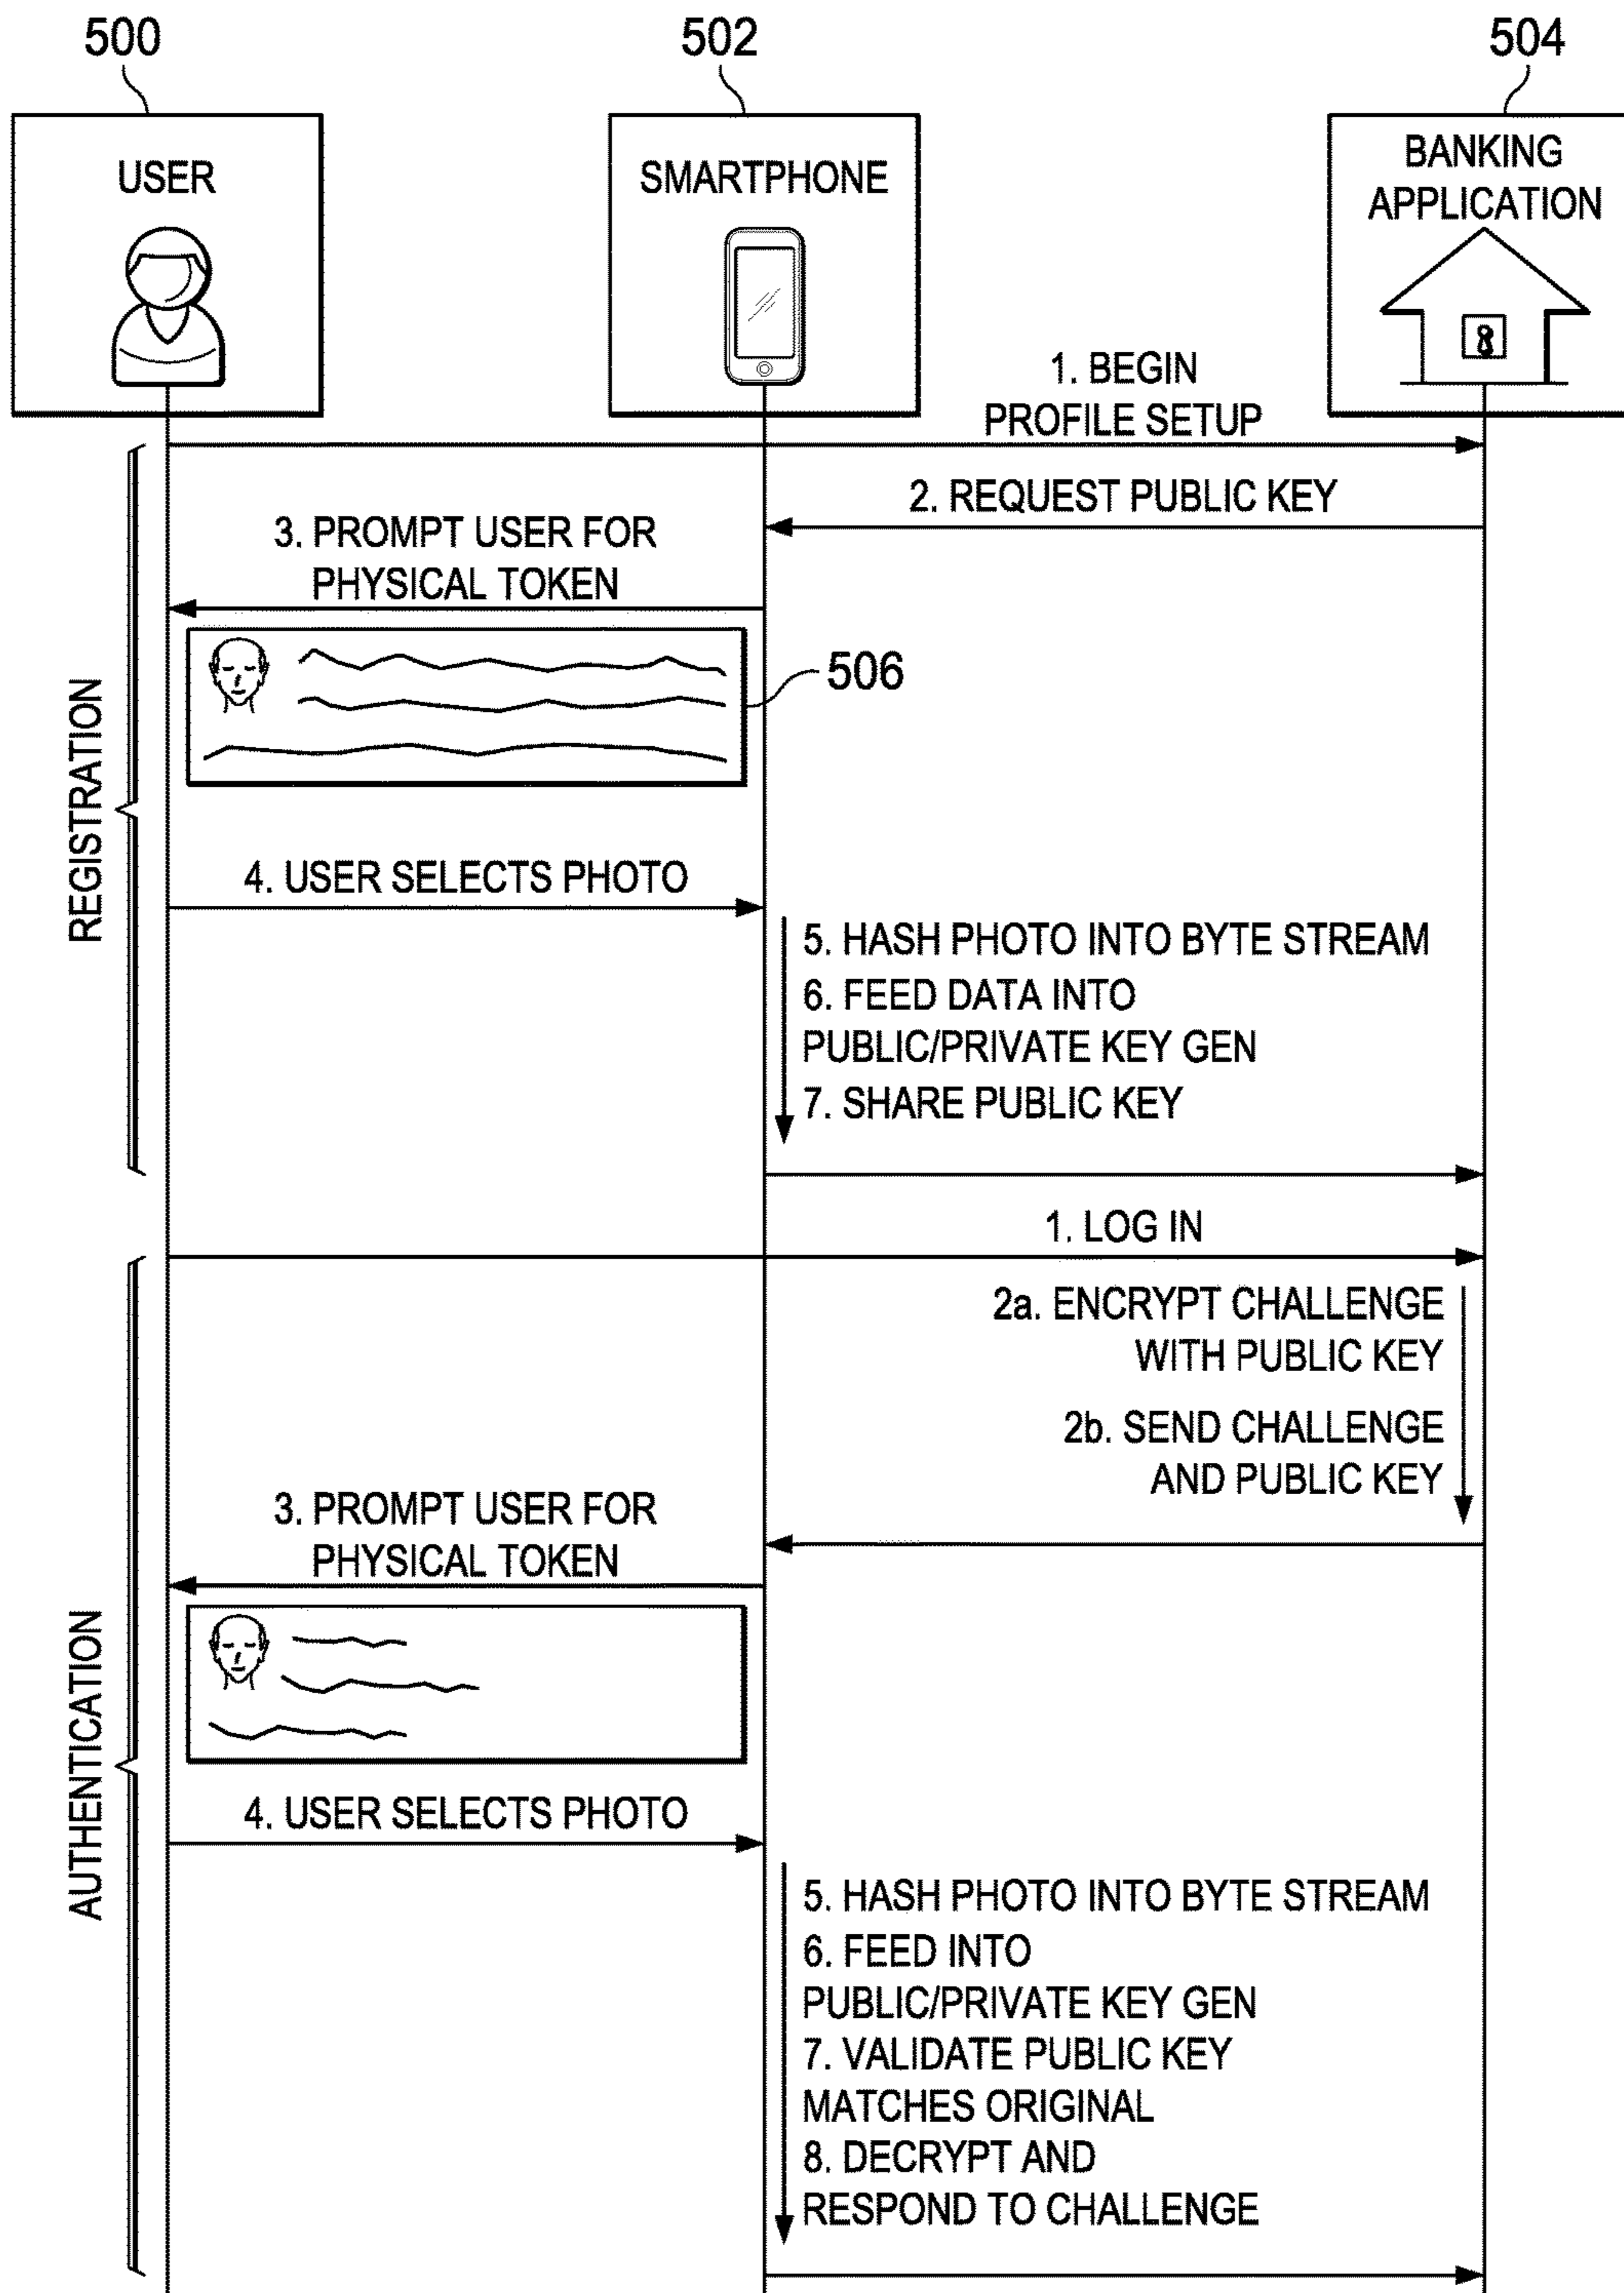 500
502
504
USER
SMARTPHONE
BANKING
APPLICATION
1. BEGIN
PROFILE SETUP
2. REQUEST PUBLIC KEY
3. PROMPT USER FOR
PHYSICAL TOKEN
506
REGISTRATION
4. USER SELECTS PHOTO
5. HASH PHOTO INTO BYTE STREAM
6. FEED DATA INTO
PUBLIC/PRIVATE KEY GEN
7. SHARE PUBLIC KEY
1. LOG IN
2a. ENCRYPT CHALLENGE
WITH PUBLIC KEY
2b. SEND CHALLENGE
AND PUBLIC KEY
3. PROMPT USER FOR
PHYSICAL TOKEN
AUTHENTICATION
4. USER SELECTS PHOTO
5. HASH PHOTO INTO BYTE STREAM
6. FEED INTO
PUBLIC/PRIVATE KEY GEN
7. VALIDATE PUBLIC KEY
MATCHES ORIGINAL
8. DECRYPT AND
RESPOND TO CHALLENGE